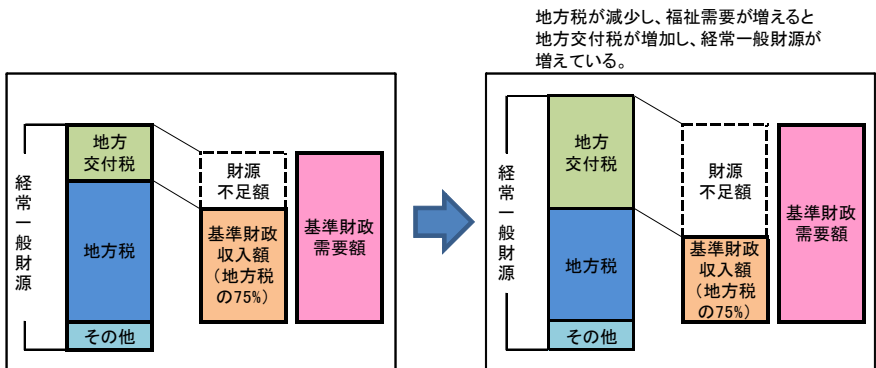 地方税が減少し、福祉需要が増えると
地方交付税が増加し、経常一般財源が
増えている。
経常一般財源
地方
交付税
地方税
その他
財源
不足額
基準財政
収入額
（地方税
の75%）
基準財政
需要額
経常一般財源
地方
交付税
地方税
その他
財源
不足額
基準財政
収入額
（地方税
の75%）
基準財政
需要額